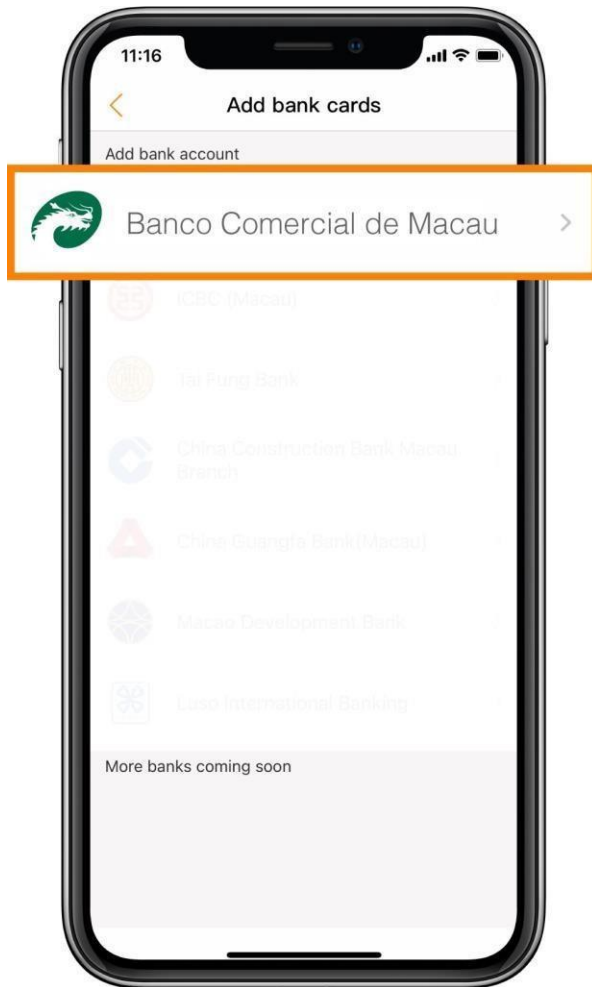 11:16
Add bank cards
Add bank account
Banco Comercial de Macau
ICBC (Macau)
Tai Fung Bank
China Construction Bank Macau
Branch
China Guangfa Bank(Macau)
Macao Development Bank
Luso International Banking
More banks coming soon